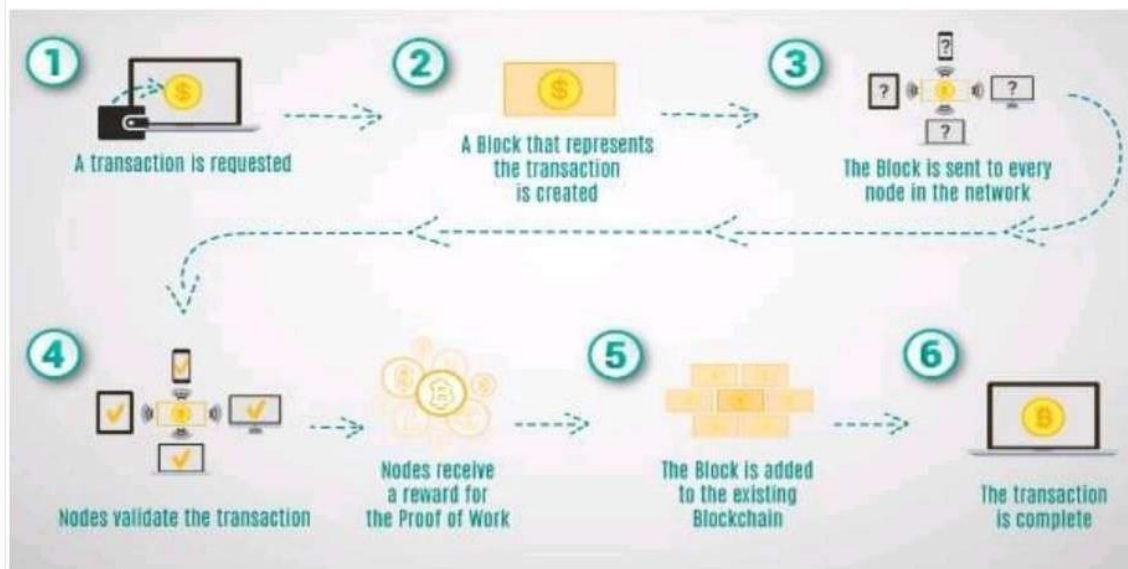 1
A transaction is requested
2
A Block that represents
the transaction
is created
3
?
?
?
?
The Block is sent to every
node in the network
4
Nodes validate the transaction
Nodes receive
a reward for
the Proof of Work
5
The Block is added
to the existing
Blockchain
6
The transaction
is complete